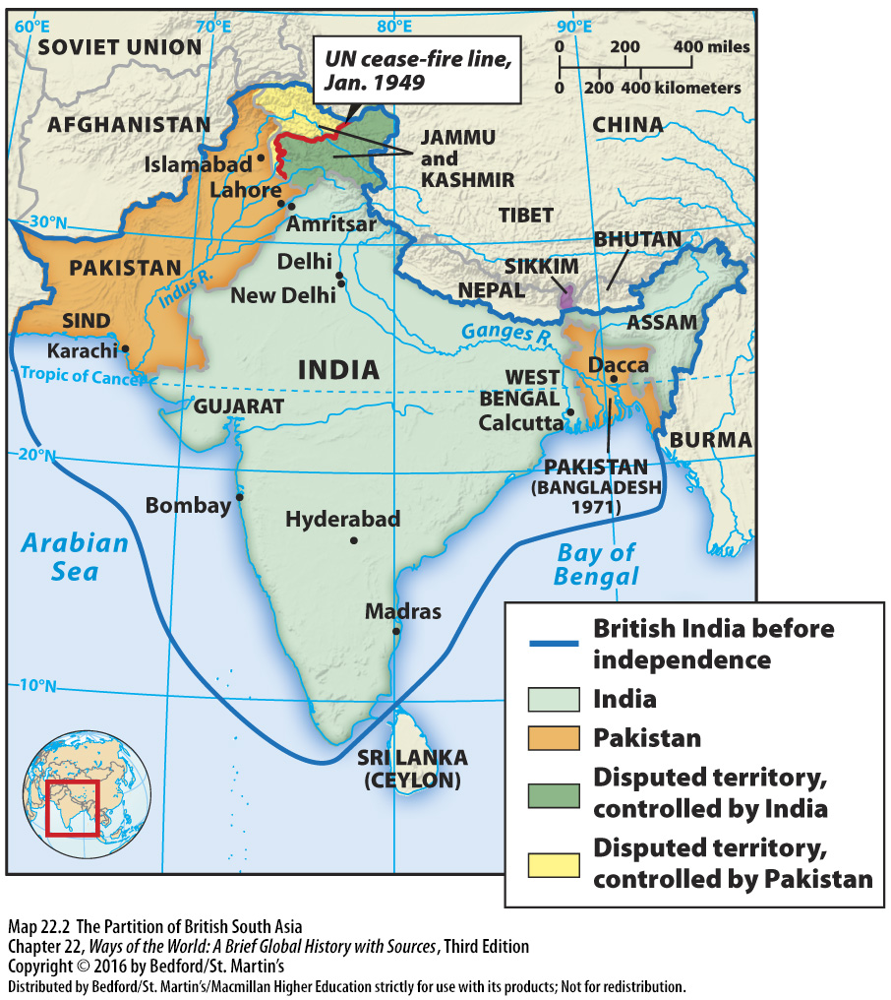 60°E
70°E
80°E
90°E
SOVIET UNION
UN cease-fire line,
Jan. 1949
0 200 400 miles
0 200 400 kilometers
AFGHANISTAN
CHINA
JAMMU
and
KASHMIR
Islamabad
Lahore
Amritsar
TIBET
30°N
BHUTAN
PAKISTAN
Delhi
SIKKIM
Indus R.
New Delhi
NEPAL
SIND
ASSAM
Karachi
Ganges R.
INDIA
Dacca
Tropic of Cancer
WEST
BENGAL
Calcutta
GUJARAT
BURMA
20°N
PAKISTAN
(BANGLADESH
1971)
Bombay
Hyderabad
Arabian
Sea
Bay of
Bengal
Madras
10°N
SRI LANKA
(CEYLON)
British India before
independence
India
Pakistan
Disputed territory,
controlled by India
Disputed territory,
controlled by Pakistan
Map 22.2 The Partition of British South Asia
Chapter 22, Ways of the World: A Brief Global History with Sources, Third Edition
Copyright © 2016 by Bedford/St. Martin's
Distributed by Bedford/St. Martin's/Macmillan Higher Education strictly for use with its products; Not for redistribution.